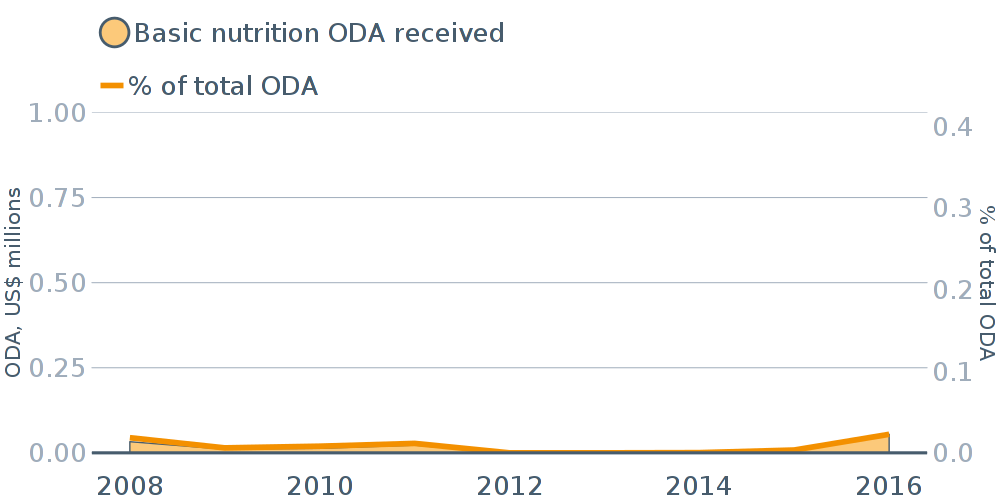 Basic nutrition ODA received
% of total ODA
1.00
0.75
0.50
0.25
0.00
ODA, US$ millions
0.4
0.3
0.2
0.1
0.0
% of total ODA
2008 2010 2012 2014 2016